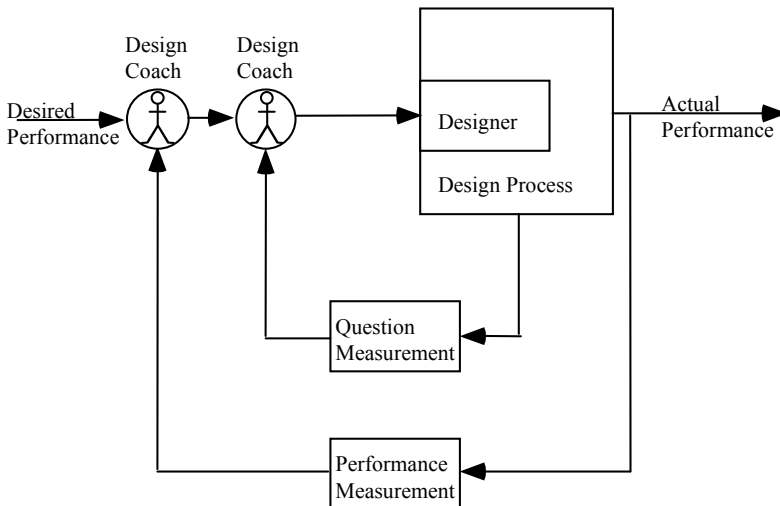 Design
Coach
Design
Coach
Desired
Performance
Designer
Design Process
Actual
Performance
Question
Measurement
Performance
Measurement